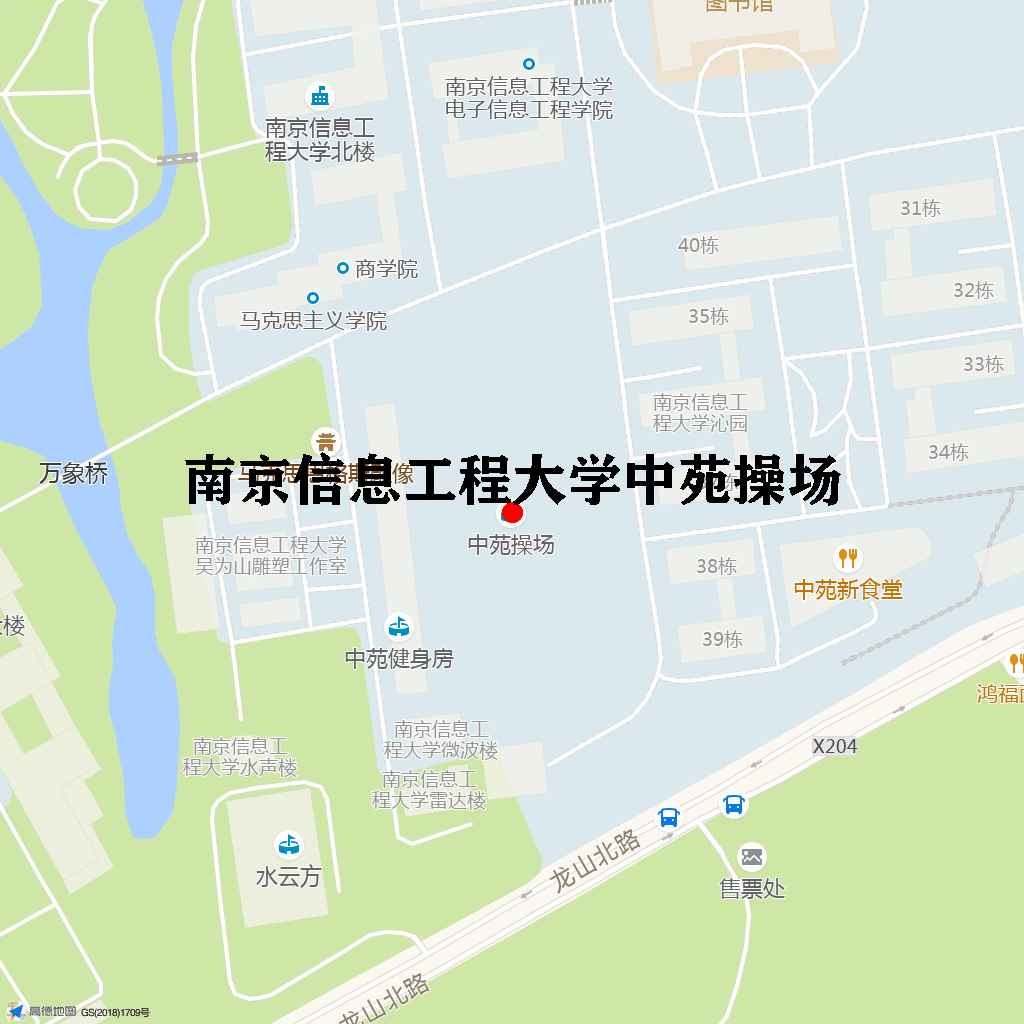 图书馆
南京信息工程大学
电子信息工程学院
南京信息工
程大学北楼
31栋
40栋
商学院
32栋
马克思主义学院
35栋
33栋
南京信息工
程大学沁园
34栋
万象桥
南京信息工程大学中苑操场
中苑操场
南京信息工程大学
吴为山雕塑工作室
38栋
中苑新食堂
楼
39栋
中苑健身房
鸿福
南京信息工
程大学微波楼
南京信息工
程大学水声楼
X204
南京信息工
程大学雷达楼
龙山北路
水云方
售票处
龙山北路
高德地图 GS(2018)1709号